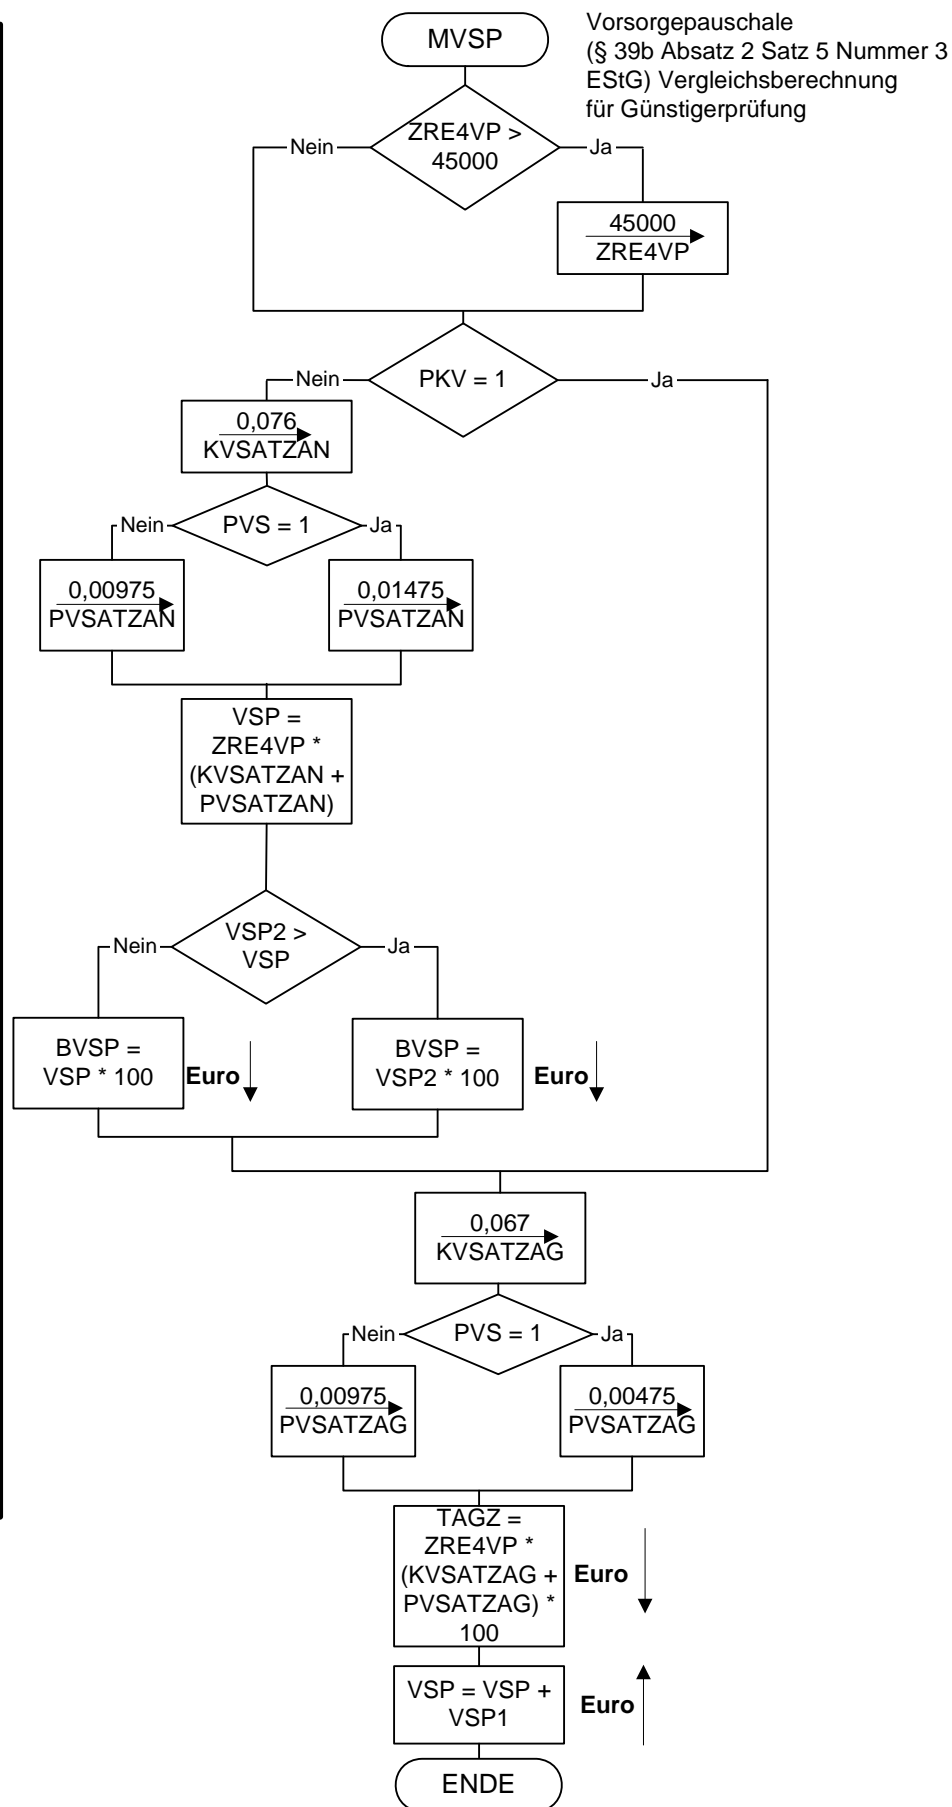 MVSP
Vorsorgepauschale
(§ 39b Absatz 2 Satz 5 Nummer 3
EStG) Vergleichsberechnung
für Günstigerprüfung
ZRE4VP >
45000
Nein
Ja
45000
ZRE4VP
PKV = 1
Nein
Ja
0,076
KVSATZAN
PVS = 1
Nein
Ja
0,00975
PVSATZAN
0,01475
PVSATZAN
VSP =
ZRE4VP *
(KVSATZAN +
PVSATZAN)
VSP2 >
VSP
Nein
Ja
BVSP =
VSP * 100
Euro
BVSP =
VSP2 * 100
Euro
0,067
KVSATZAG
PVS = 1
Nein
Ja
0,00975
PVSATZAG
0,00475
PVSATZAG
TAGZ =
ZRE4VP *
(KVSATZAG +
PVSATZAG) *
100
Euro
VSP = VSP +
VSP1
Euro
ENDE